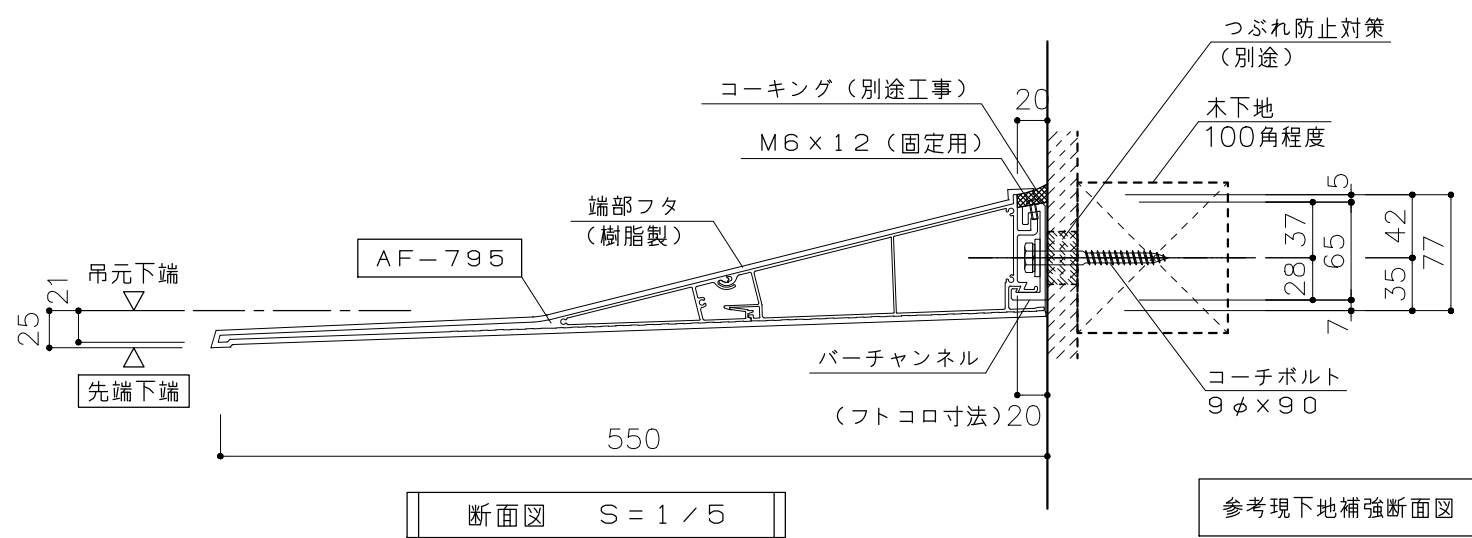 つぶれ防止対策
（別途）
コーキング（別途工事）
20
木下地
100角程度
M6×12（固定用）
端部フタ
（樹脂製）
AF-795
吊元下端
21
25
先端下端
5
37
42
65
77
28
35
7
バーチャンネル
コーチボルト
9φ×90
（フトコロ寸法）20
550
断面図 S=1/5
参考現下地補強断面図